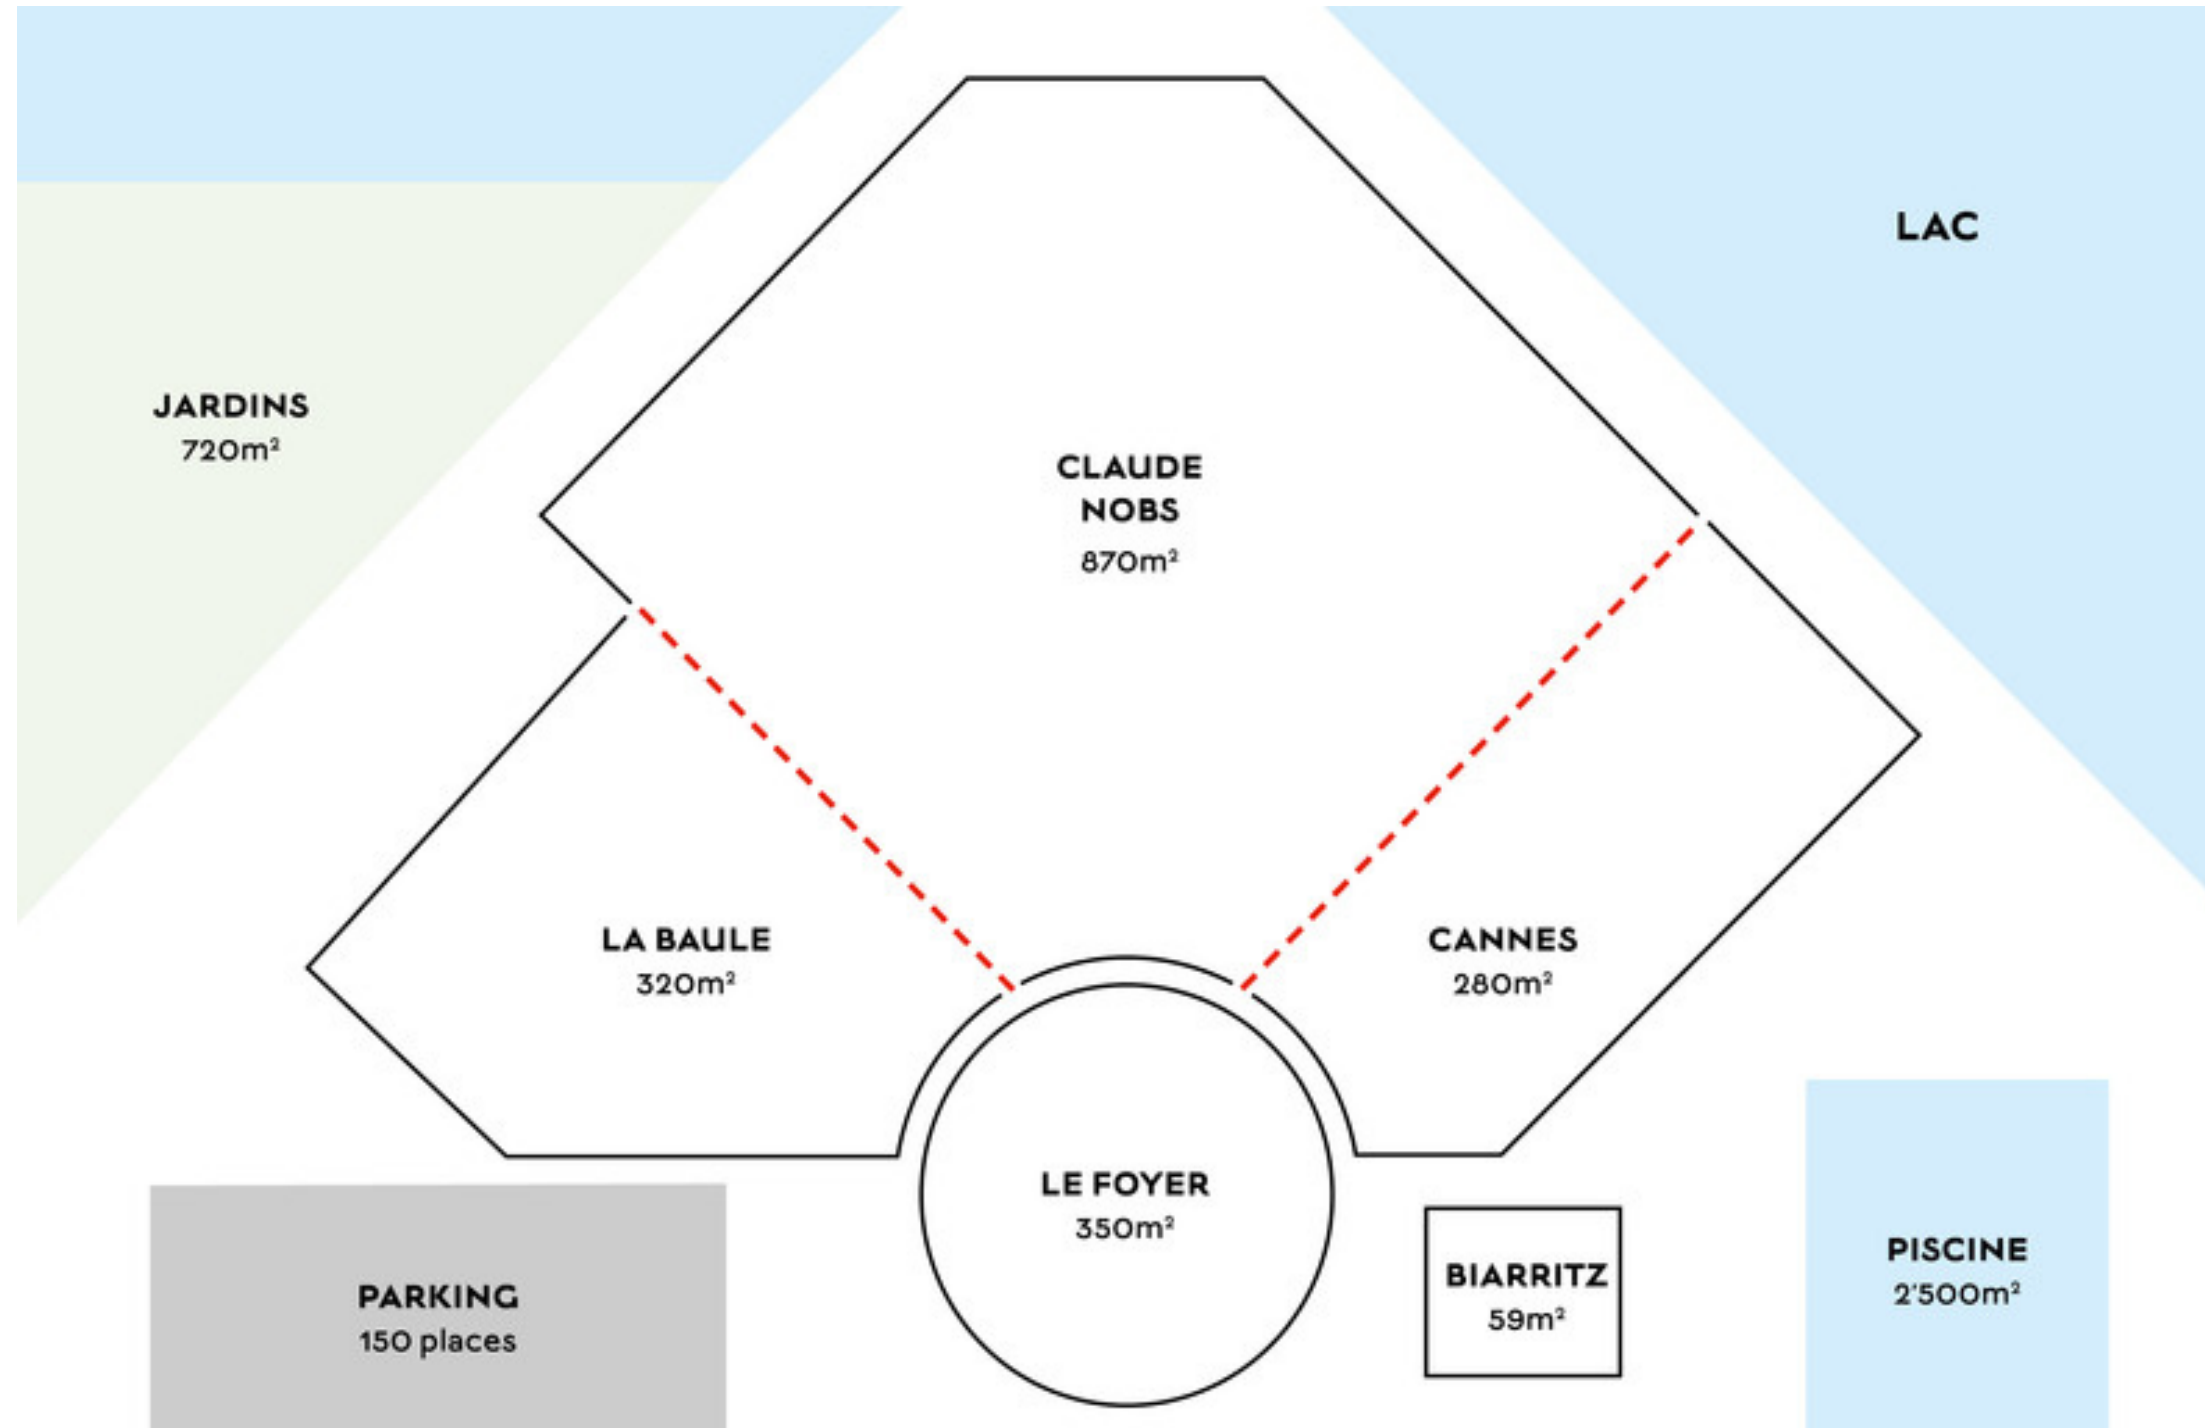 LAC
JARDINS
720m²
CLAUDE
NOBS
870m²
LA BAULE
320m²
CANNES
280m²
LE FOYER
350m²
BIARRITZ
59m²
PISCINE
2'500m²
PARKING
150 places